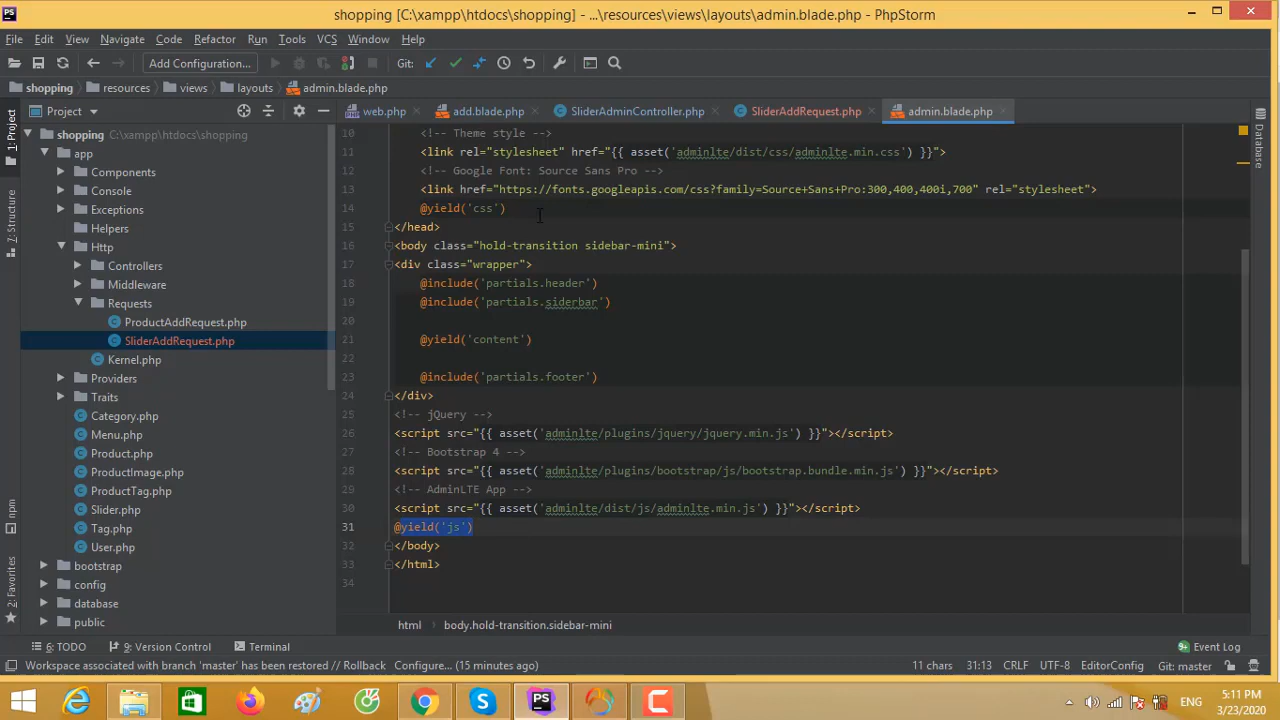 shopping [C:\xampp\htdocs\shopping] - ...\resources\views\layouts\admin.blade.php - PhpStorm
File Edit View Navigate Code Refactor Run Tools VCS Window Help
Add Configuration... Git:
shopping resources views layouts admin.blade.php
Project web.php add.blade.php SliderAdminController.php SliderAddRequest.php admin.blade.php
1: Project
7: Structure
npm
2: Favorites
Database
shopping C:\xampp\htdocs\shopping
app
Components
Console
Exceptions
Helpers
Http
Controllers
Middleware
Requests
ProductAddRequest.php
SliderAddRequest.php
Kernel.php
Providers
Traits
Category.php
Menu.php
Product.php
ProductImage.php
ProductTag.php
Slider.php
Tag.php
User.php
bootstrap
config
database
public
10 <!-- Theme style -->
11 <link rel="stylesheet" href="{{ asset('adminlte/dist/css/adminlte.min.css') }}">
12 <!-- Google Font: Source Sans Pro -->
13 <link href="https://fonts.googleapis.com/css?family=Source+Sans+Pro:300,400,400i,700" rel="stylesheet">
14 @yield('css')
15 </head>
16 <body class="hold-transition sidebar-mini">
17 <div class="wrapper">
18 @include('partials.header')
19 @include('partials.siderbar')
20
21 @yield('content')
22
23 @include('partials.footer')
24 </div>
25 <!-- jQuery -->
26 <script src="{{ asset('adminlte/plugins/jquery/jquery.min.js') }}"></script>
27 <!-- Bootstrap 4 -->
28 <script src="{{ asset('adminlte/plugins/bootstrap/js/bootstrap.bundle.min.js') }}"></script>
29 <!-- AdminLTE App -->
30 <script src="{{ asset('adminlte/dist/js/adminlte.min.js') }}"></script>
31 @yield('js')
32 </body>
33 </html>
34
html body.hold-transition.sidebar-mini
6: TODO 9: Version Control Terminal Event Log
Workspace associated with branch 'master' has been restored // Rollback Configure... (15 minutes ago) 11 chars 31:13 CRLF UTF-8 EditorConfig Git: master
ENG
5:11 PM
3/23/2020